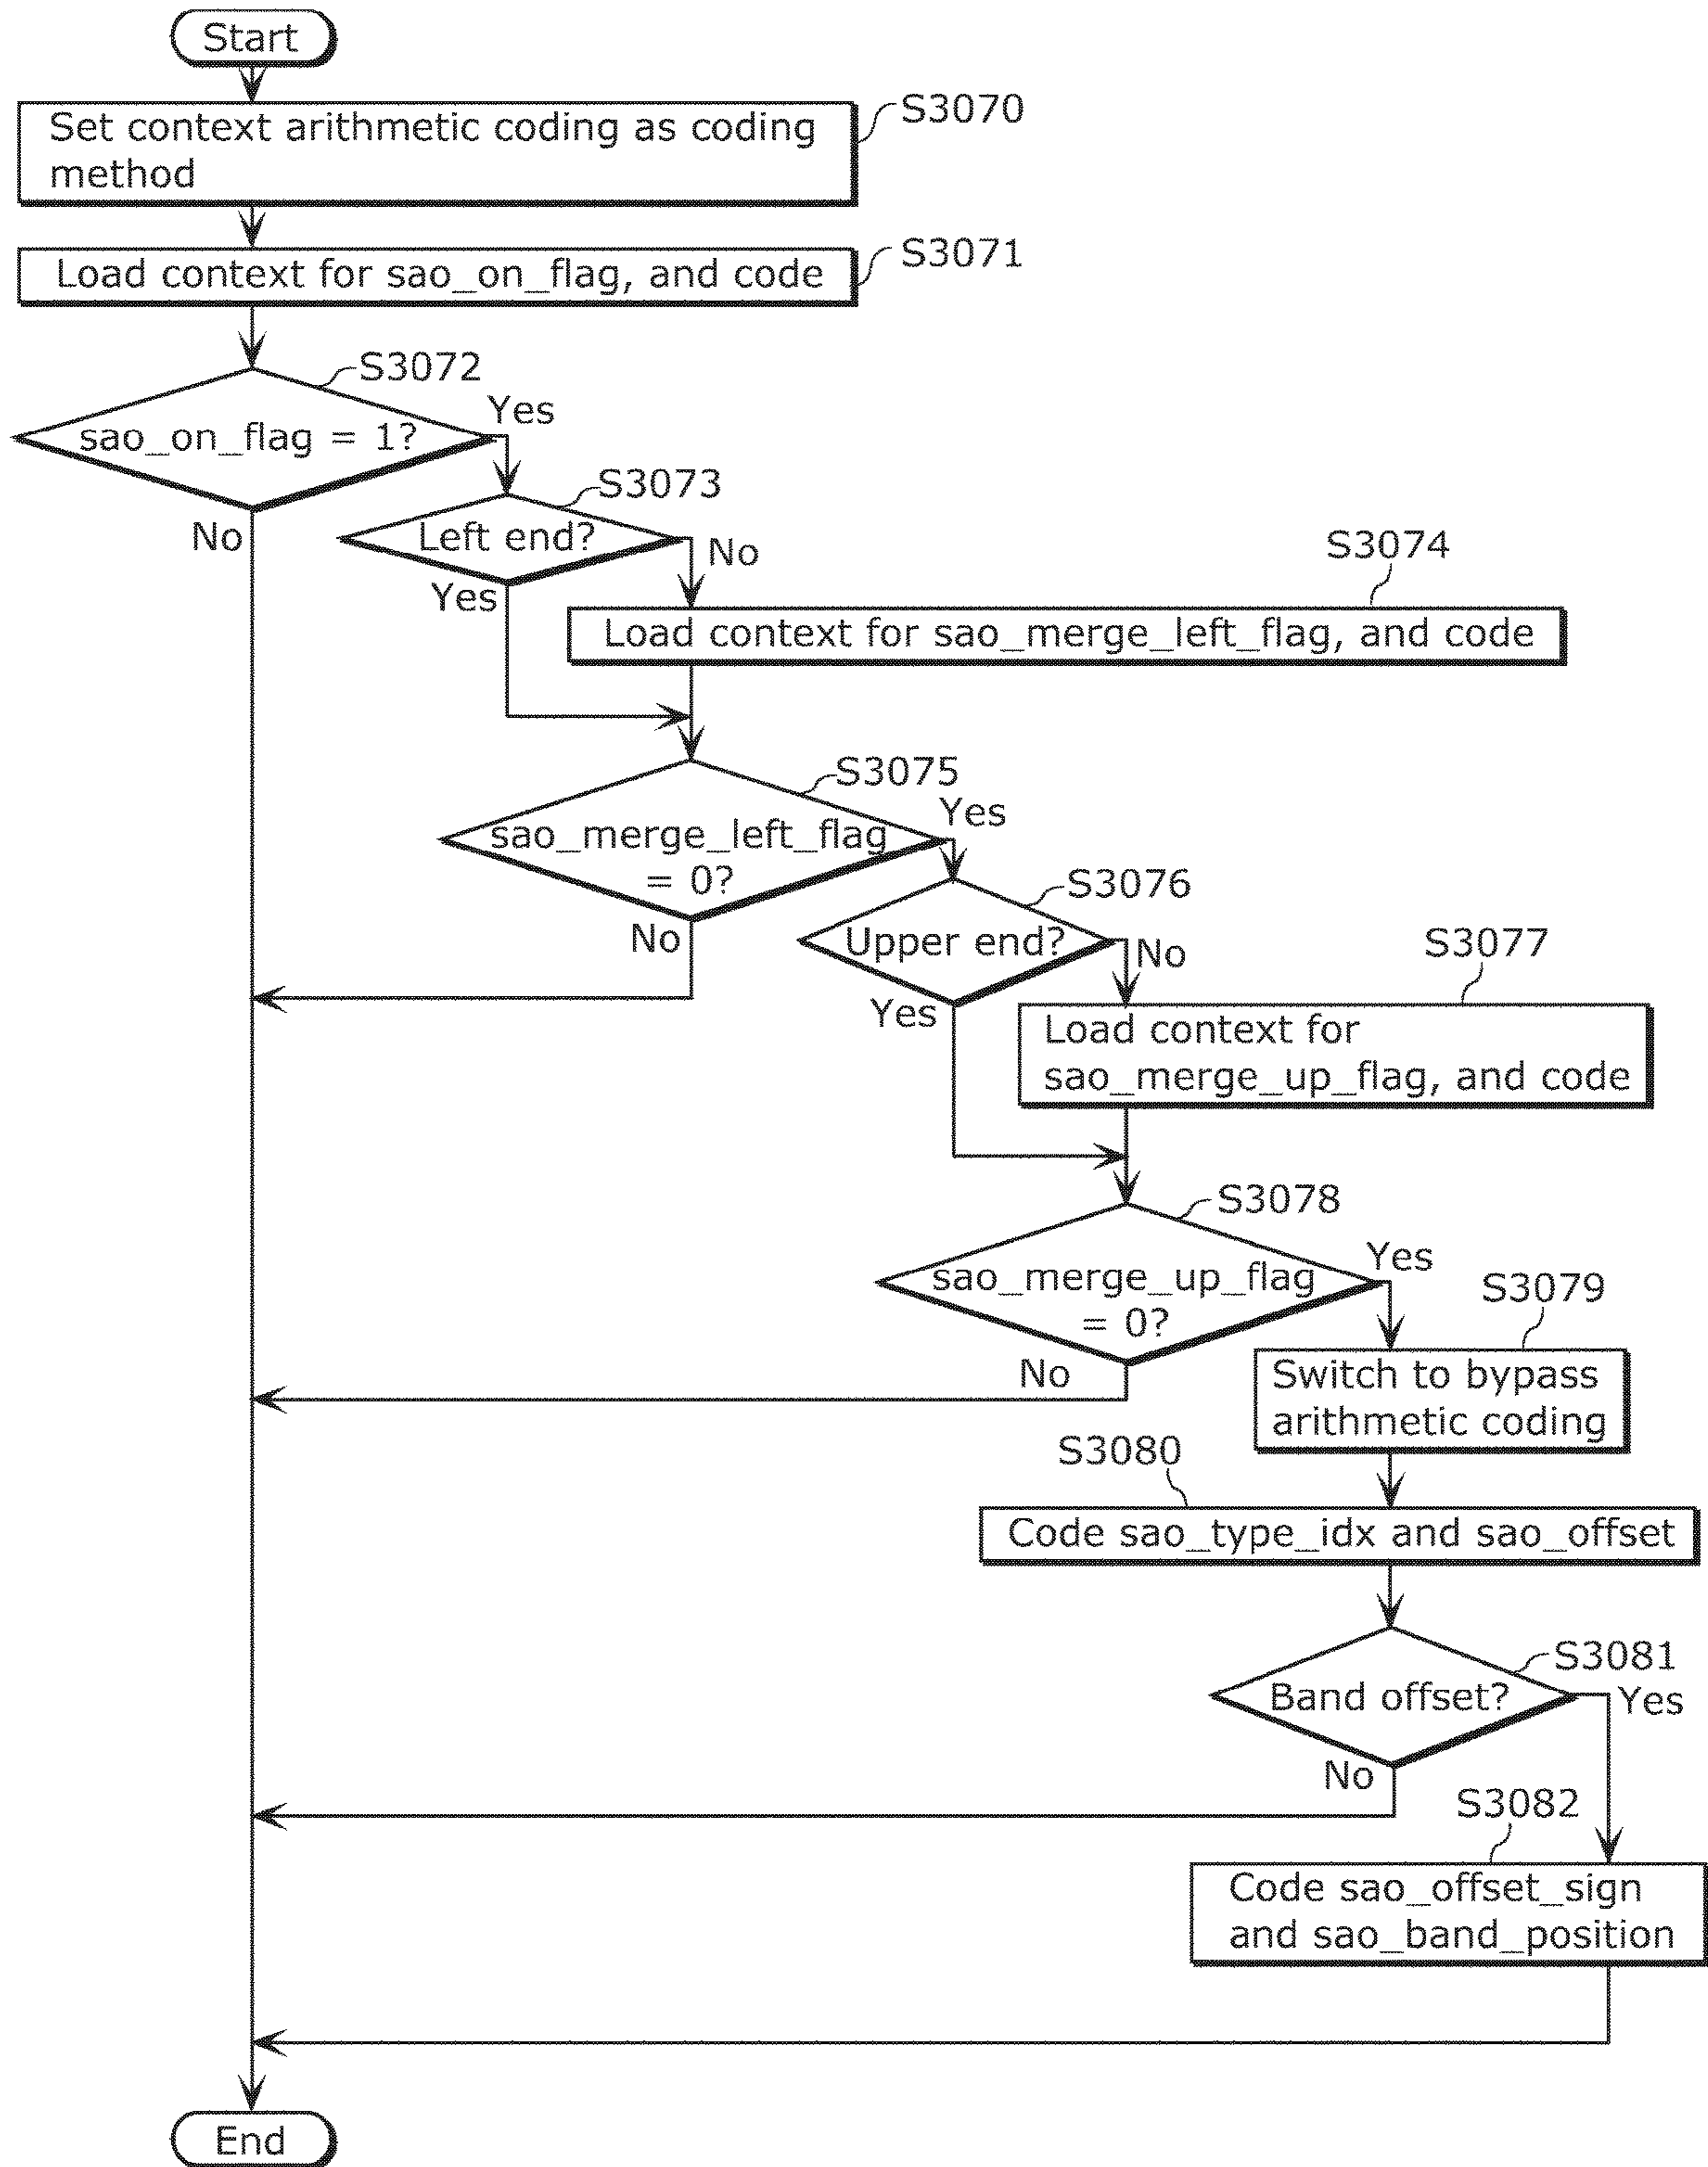 Start
S3070
Set context arithmetic coding as coding
method
S3071
Load context for sao_on_flag, and code
S3072
sao_on_flag = 1?
Yes
No
S3073
Left end?
No
Yes
S3074
Load context for sao_merge_left_flag, and code
S3075
sao_merge_left_flag
= 0?
Yes
No
S3076
Upper end?
No
Yes
S3077
Load context for
sao_merge_up_flag, and code
S3078
sao_merge_up_flag
= 0?
Yes
No
S3079
Switch to bypass
arithmetic coding
S3080
Code sao_type_idx and sao_offset
S3081
Band offset?
Yes
No
S3082
Code sao_offset_sign
and sao_band_position
End